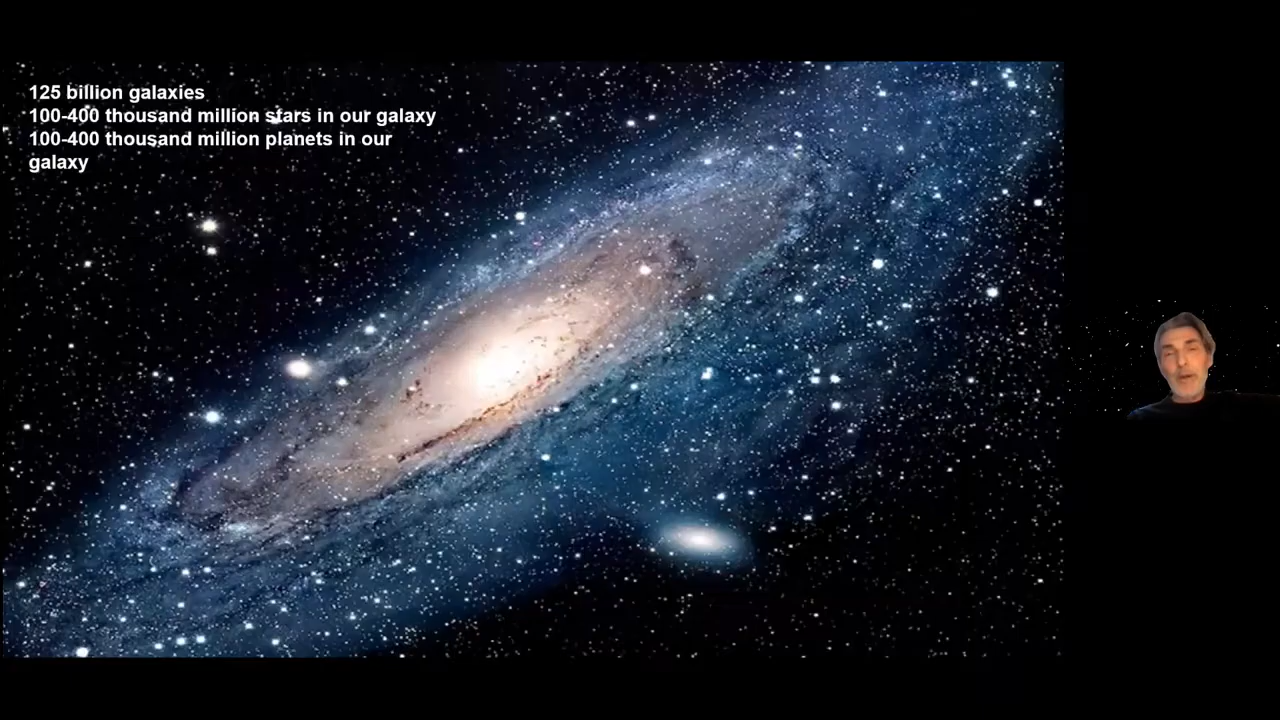 125 billion galaxies
100-400 thousand million stars in our galaxy
100-400 thousand million planets in our
galaxy